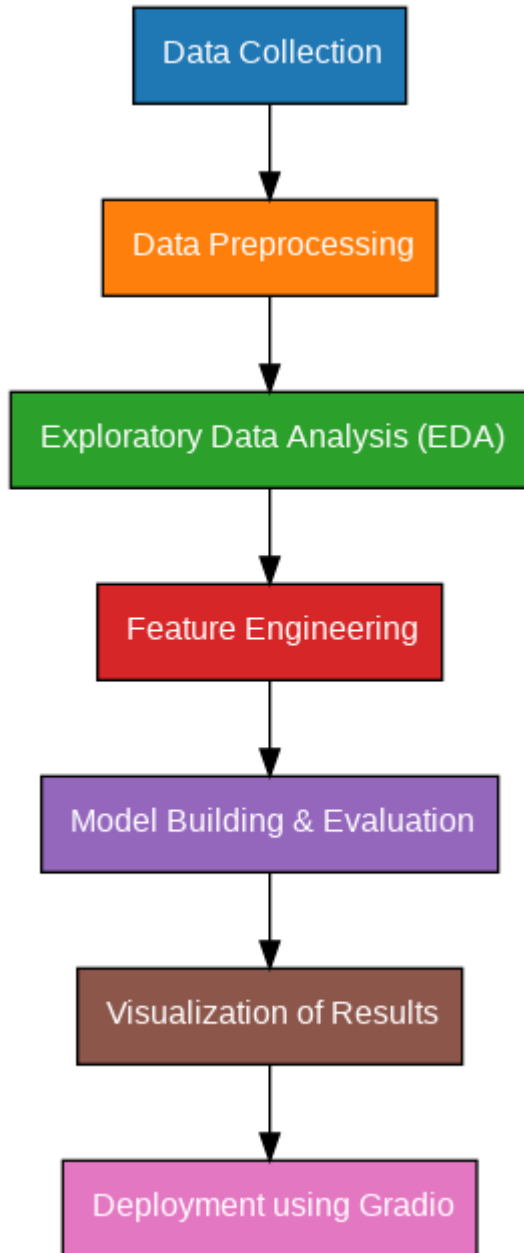 Data Collection
Data Preprocessing
Exploratory Data Analysis (EDA)
Feature Engineering
Model Building & Evaluation
Visualization of Results
Deployment using Gradio